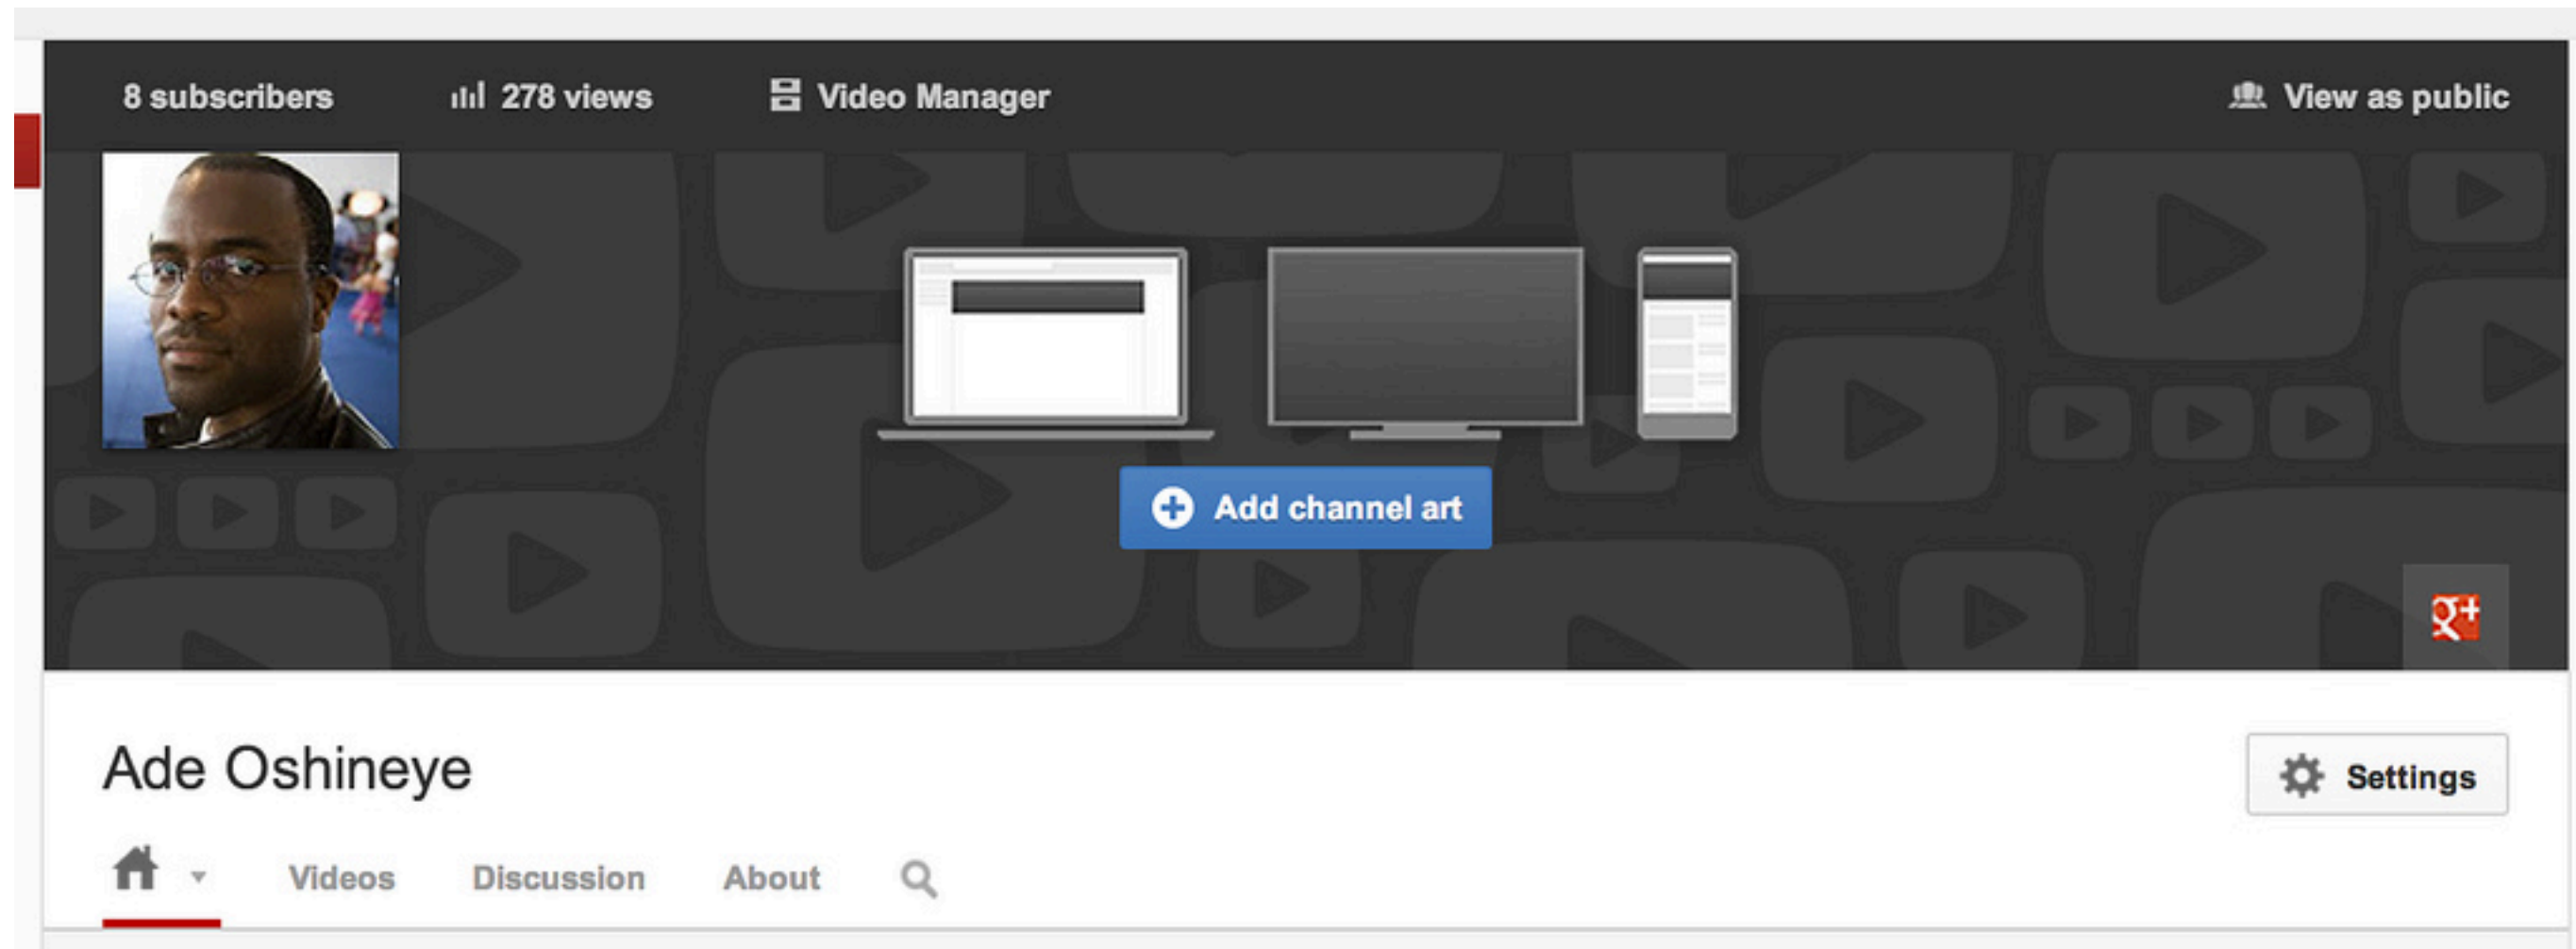 8 subscribers 278 views Video Manager View as public
Add channel art
g+
Ade Oshineye
Settings
Videos Discussion About